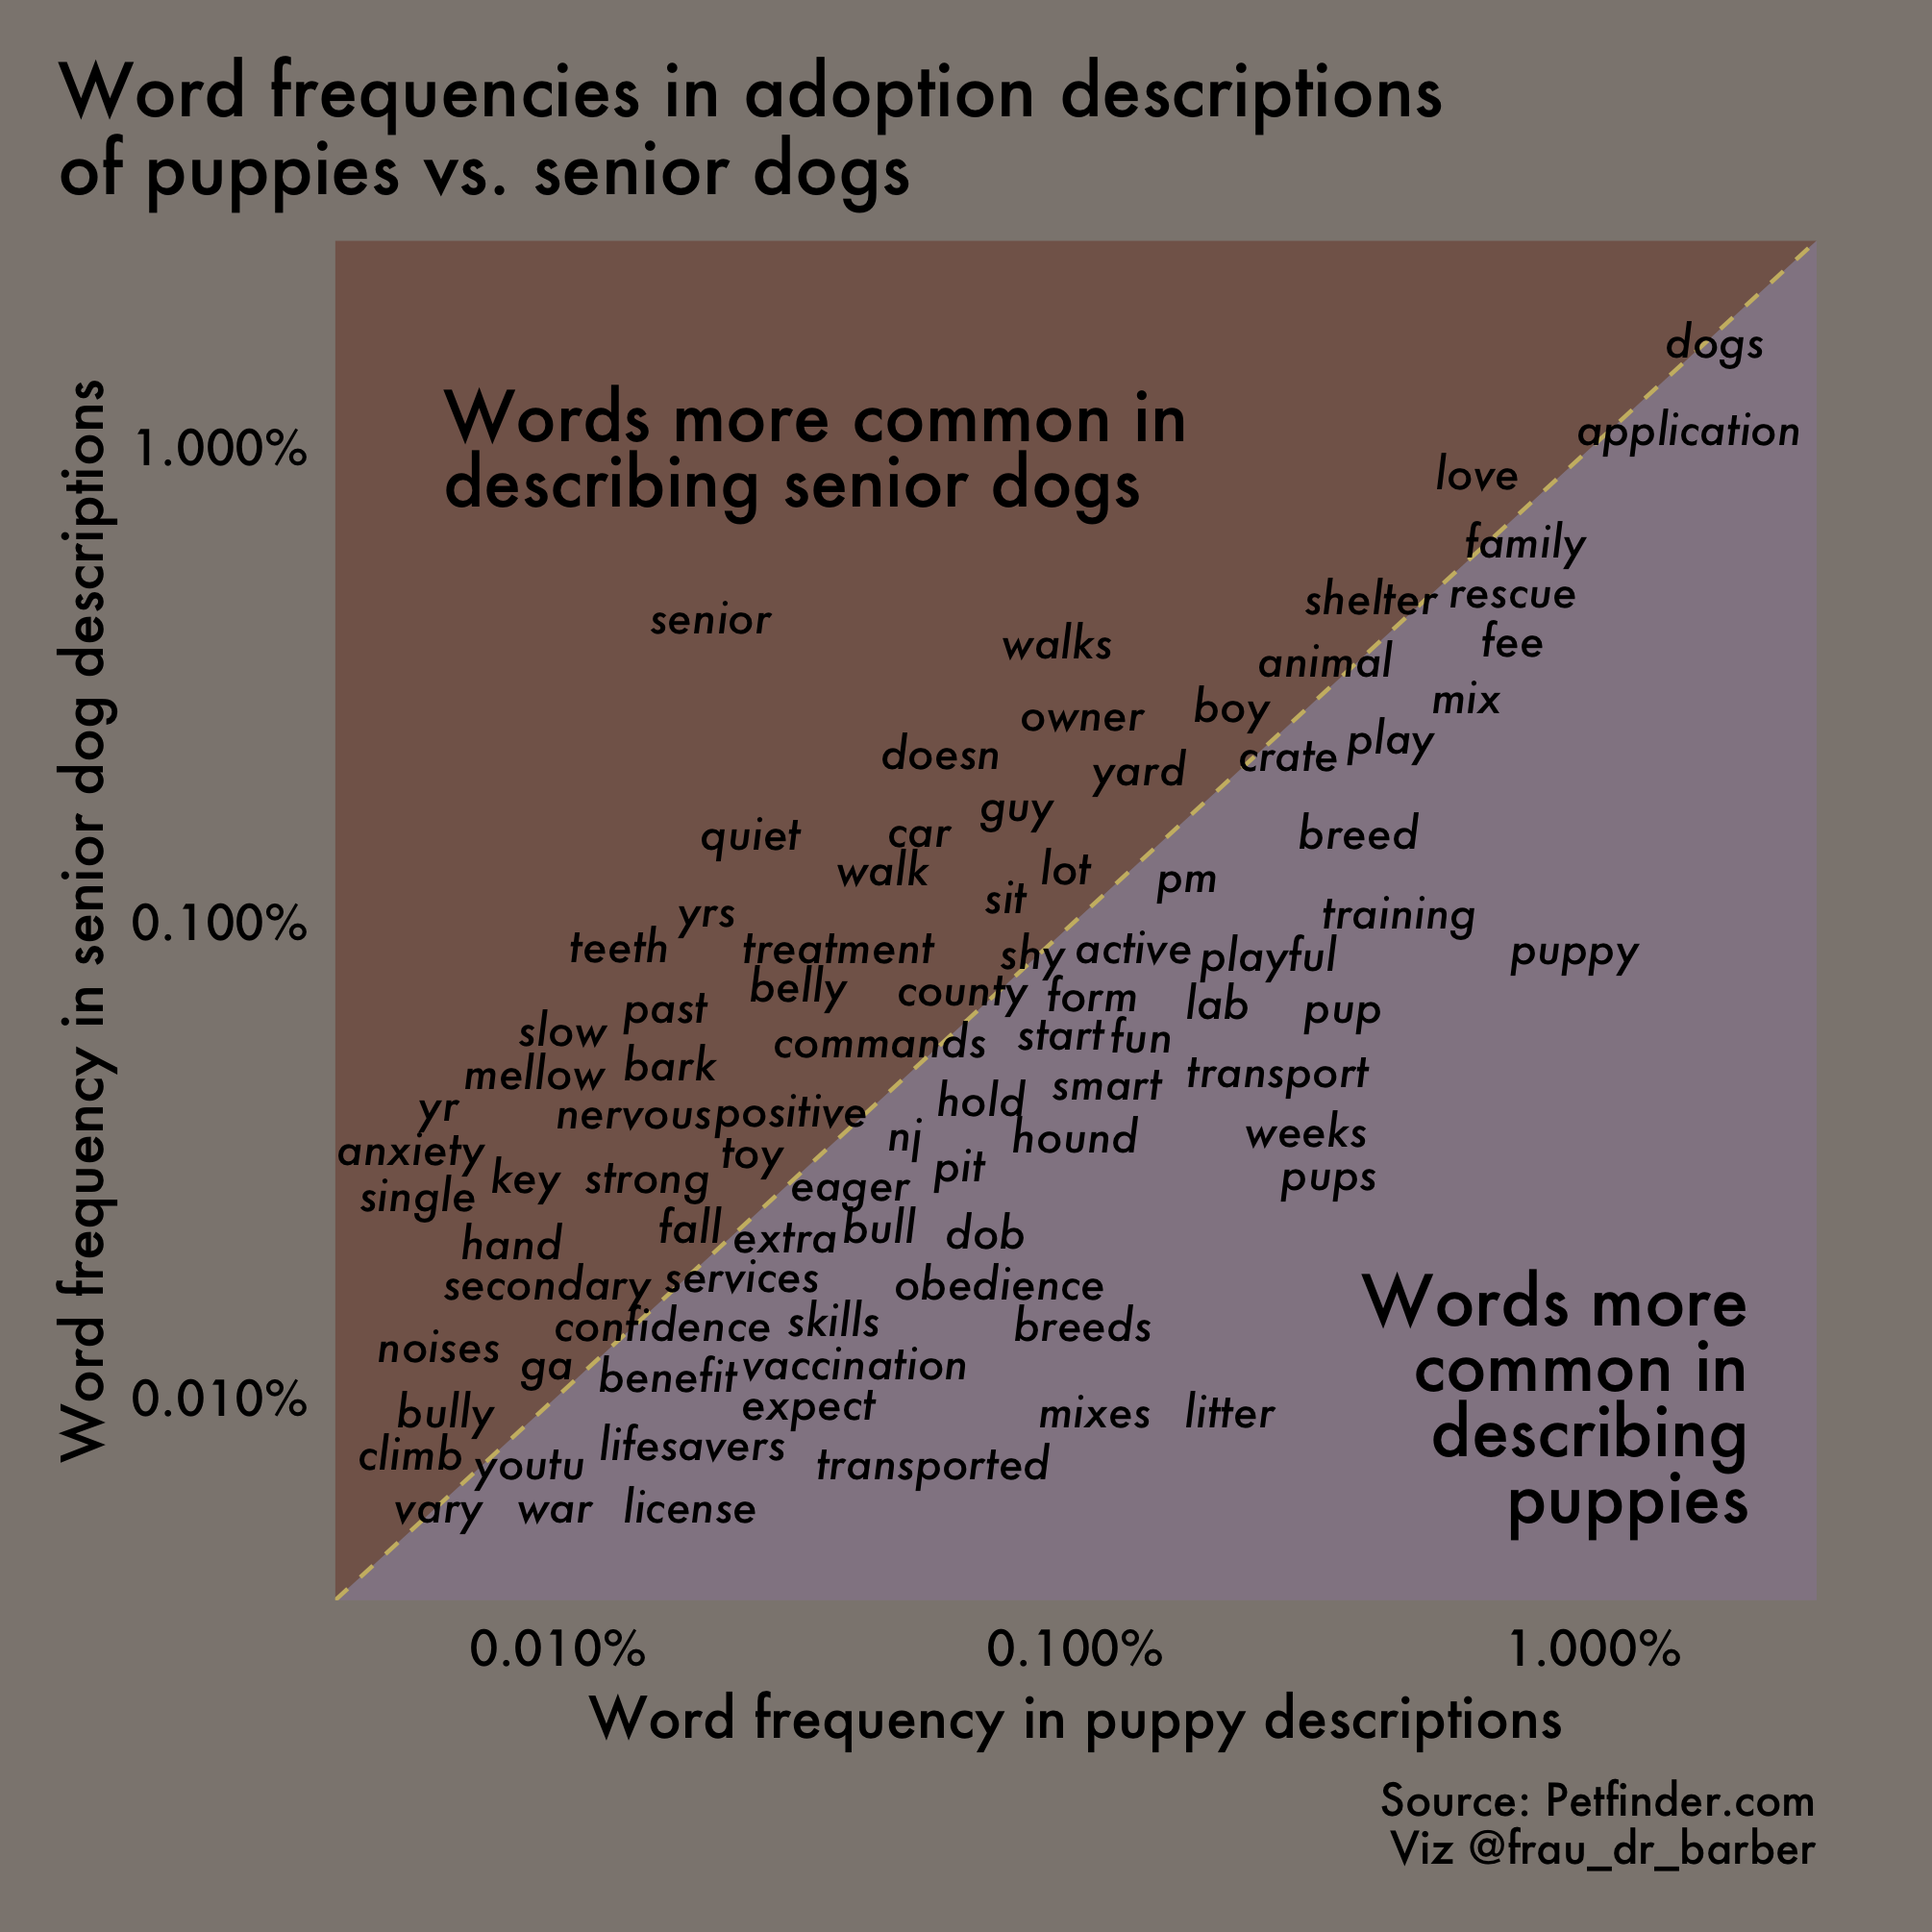 Word frequencies in adoption descriptions
of puppies vs. senior dogs
Word frequency in senior dog descriptions
1.000%
0.100%
0.010%
Words more common in
describing senior dogs
dogs
application
love
family
shelter rescue
senior
walks
fee
animal
mix
owner
boy
play
doesn
yard
crate
guy
quiet
car
breed
walk
lot
pm
sit
yrs
training
teeth
treatment
shy
active
playful
puppy
belly
county
form
lab
pup
past
slow
commands
start
fun
mellow
bark
hold
smart
transport
yr
nervous
positive
nj
hound
weeks
anxiety
key
strong
toy
eager
pit
pups
single
hand
fall
extra
bull
dob
secondary
services
obedience
confidence
skills
breeds
noises
ga
benefit
vaccination
bully
expect
mixes
litter
climb
youtu
lifesavers
transported
vary
war
license
Words more
common in
describing
puppies
0.010%
0.100%
1.000%
Word frequency in puppy descriptions
Source: Petfinder.com
Viz @frau_dr_barber